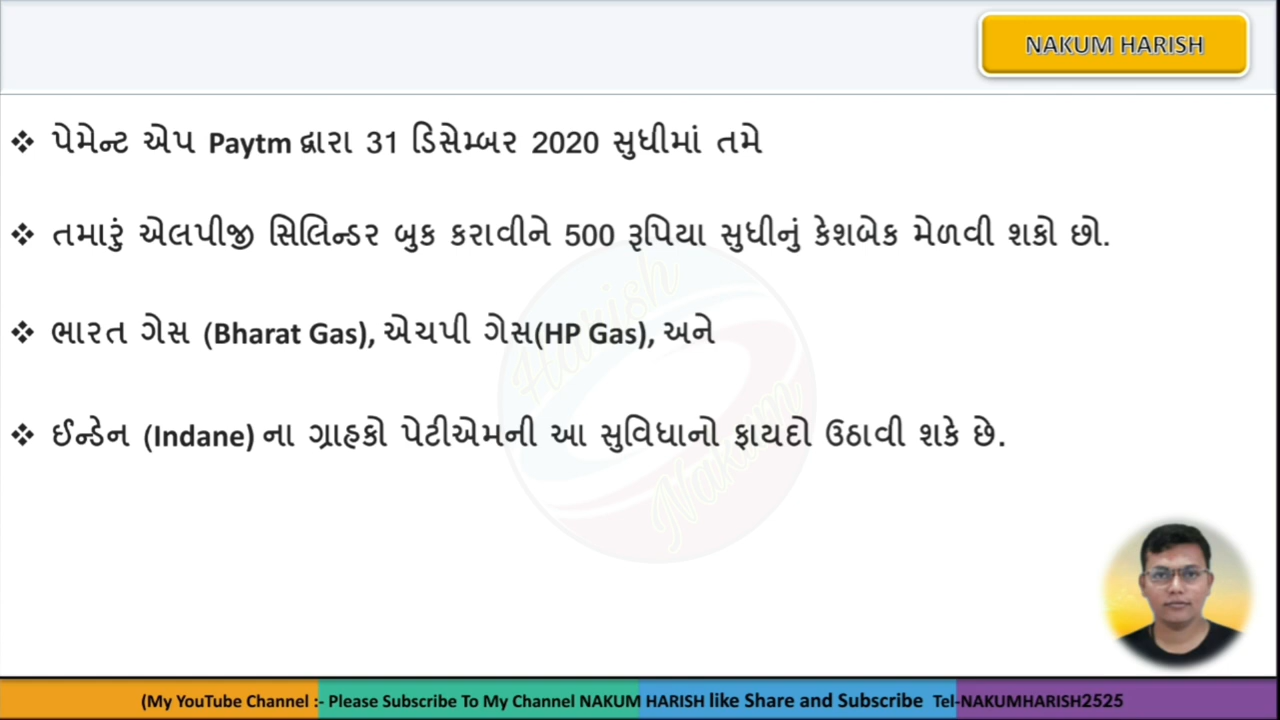 NAKUM HARISH
❖ પેમેન્ટ એપ Paytm દ્વારા 31 ડિસેમ્બર 2020 સુધીમાં તમે
❖ તમારું એલપીજી સિલિન્ડર બુક કરાવીને 500 રૂપિયા સુધીનું કેશબેક મેળવી શકો છો.
❖ ભારત ગેસ (Bharat Gas), એચપી ગેસ(HP Gas), અને
❖ ઈન્ડેન (Indane) ના ગ્રાહકો પેટીએમની આ સુવિધાનો ફાયદો ઉઠાવી શકે છે.
Harish
Nakum
(My YouTube Channel :- Please Subscribe To My Channel NAKUM HARISH like Share and Subscribe Tel-NAKUMHARISH2525